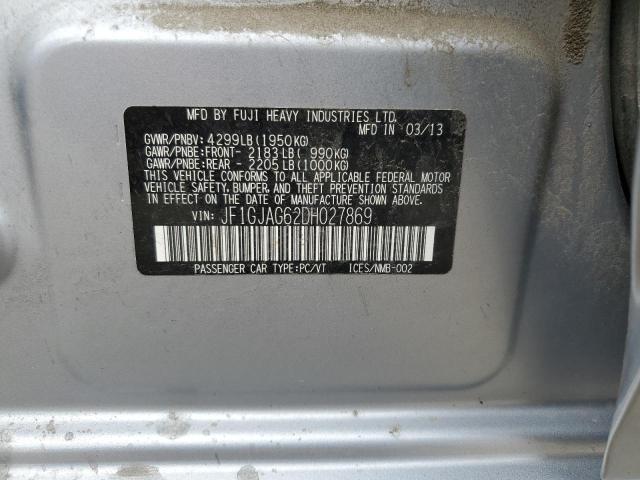 MFD BY FUJI HEAVY INDUSTRIES LTD.
MFD IN 03/13
GVWR/PNBV: 4299LB(1950KG)
GAWR/PNBE:FRONT- 2183LB( 990KG)
GAWR/PNBE:REAR - 2205LB(1000KG)
THIS VEHICLE CONFORMS TO ALL APPLICABLE FEDERAL MOTOR
VEHICLE SAFETY, BUMPER, AND THEFT PREVENTION STANDARDS
IN EFFECT ON THE DATE OF MANUFACTURE SHOWN ABOVE.
VIN: JF1GJAG62DH027869
PASSENGER CAR TYPE:PC/VT ICES/NMB-002